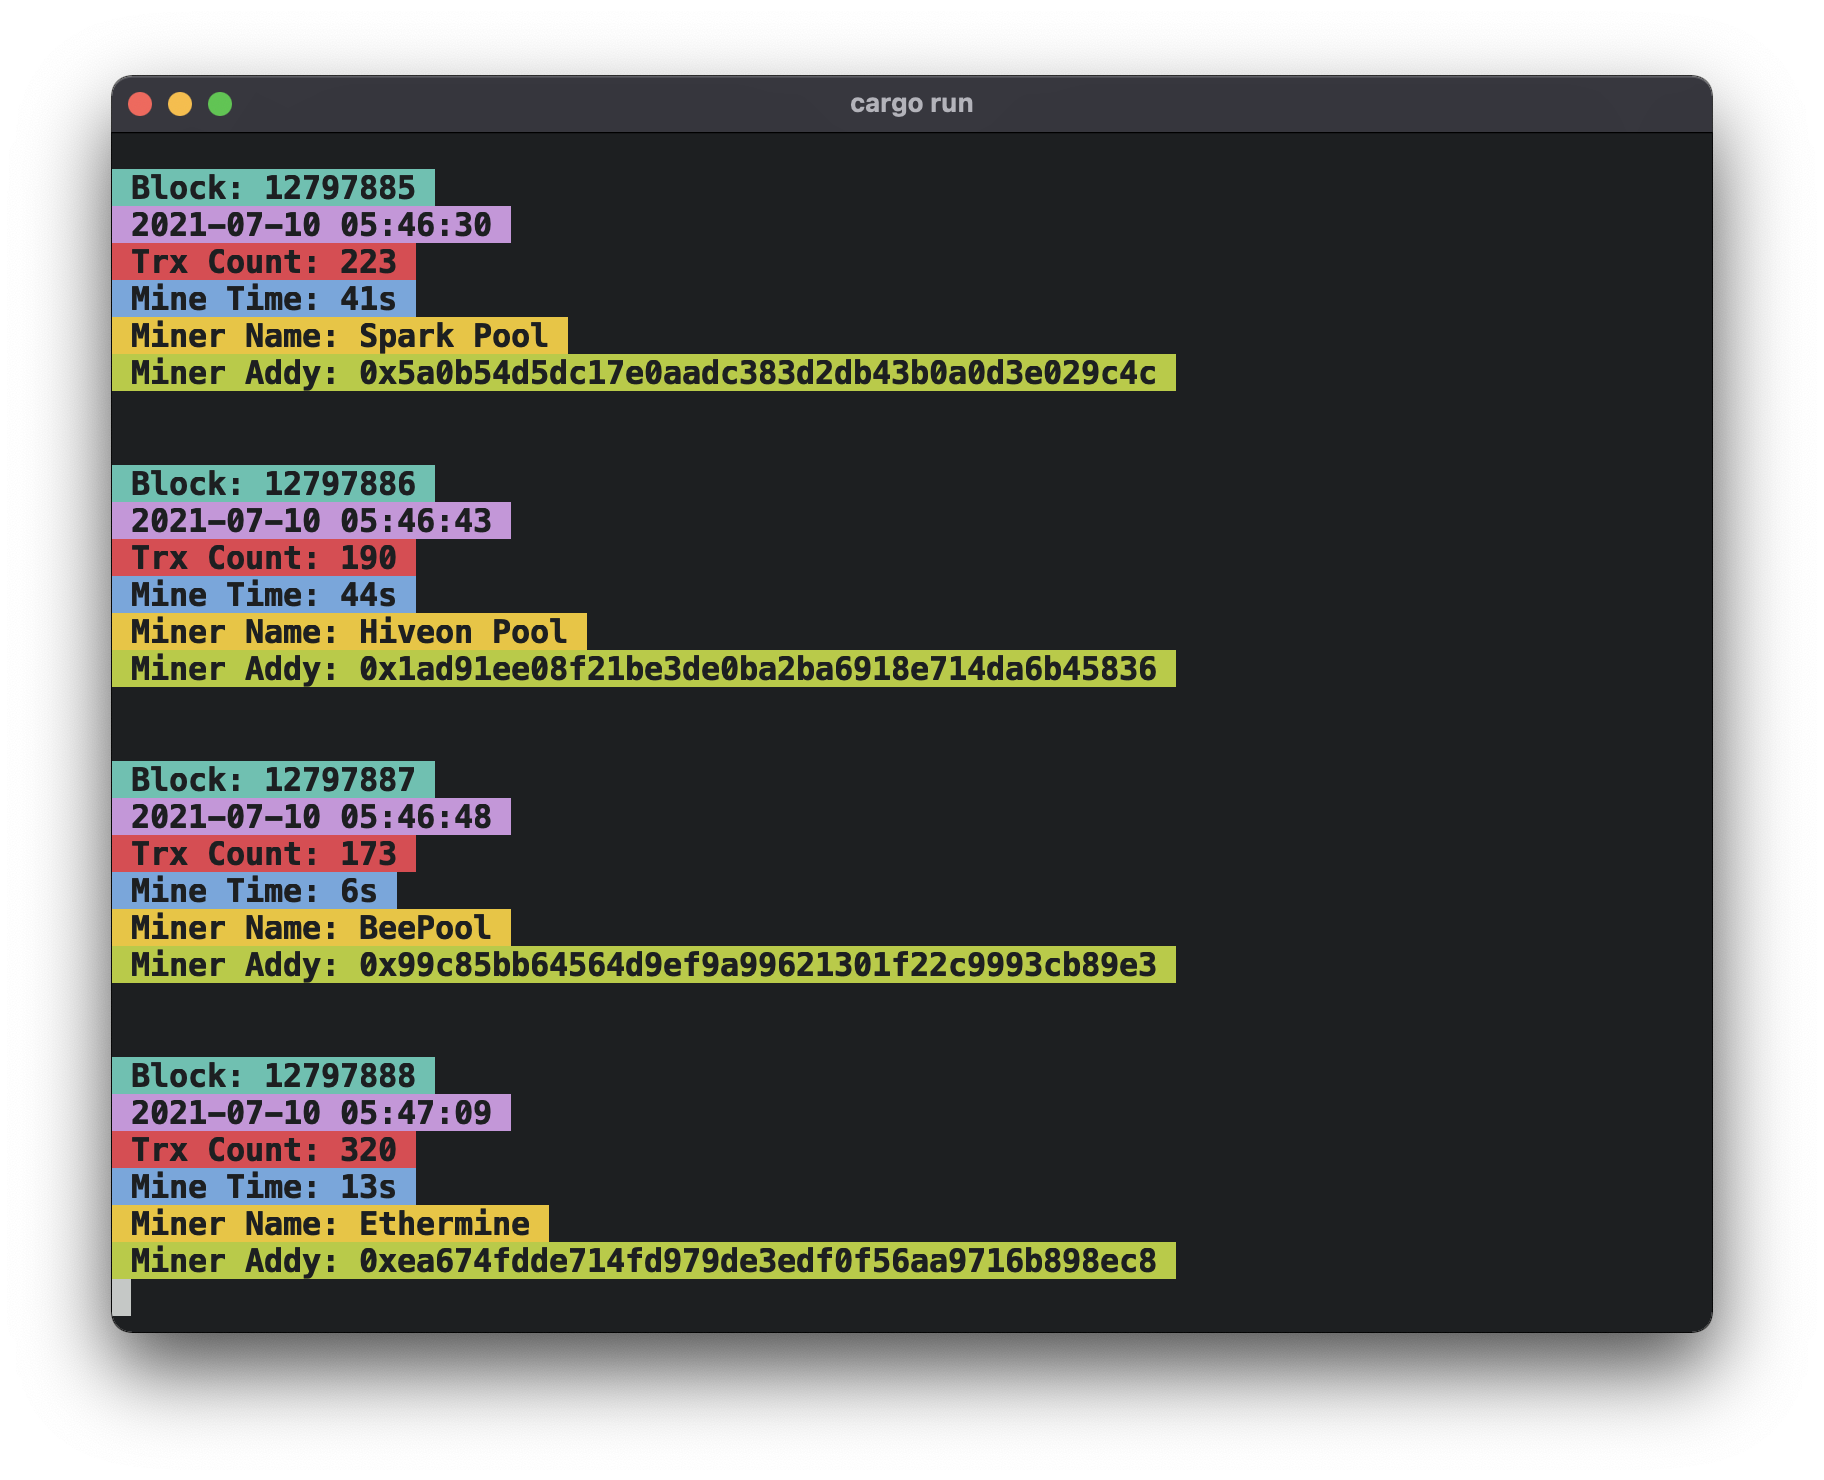 cargo run
Block: 12797885
2021-07-10 05:46:30
Trx Count: 223
Mine Time: 41s
Miner Name: Spark Pool
Miner Addy: 0x5a0b54d5dc17e0aadc383d2db43b0a0d3e029c4c
Block: 12797886
2021-07-10 05:46:43
Trx Count: 190
Mine Time: 44s
Miner Name: Hiveon Pool
Miner Addy: 0x1ad91ee08f21be3de0ba2ba6918e714da6b45836
Block: 12797887
2021-07-10 05:46:48
Trx Count: 173
Mine Time: 6s
Miner Name: BeePool
Miner Addy: 0x99c85bb64564d9ef9a99621301f22c9993cb89e3
Block: 12797888
2021-07-10 05:47:09
Trx Count: 320
Mine Time: 13s
Miner Name: Ethermine
Miner Addy: 0xea674fdde714fd979de3edf0f56aa9716b898ec8